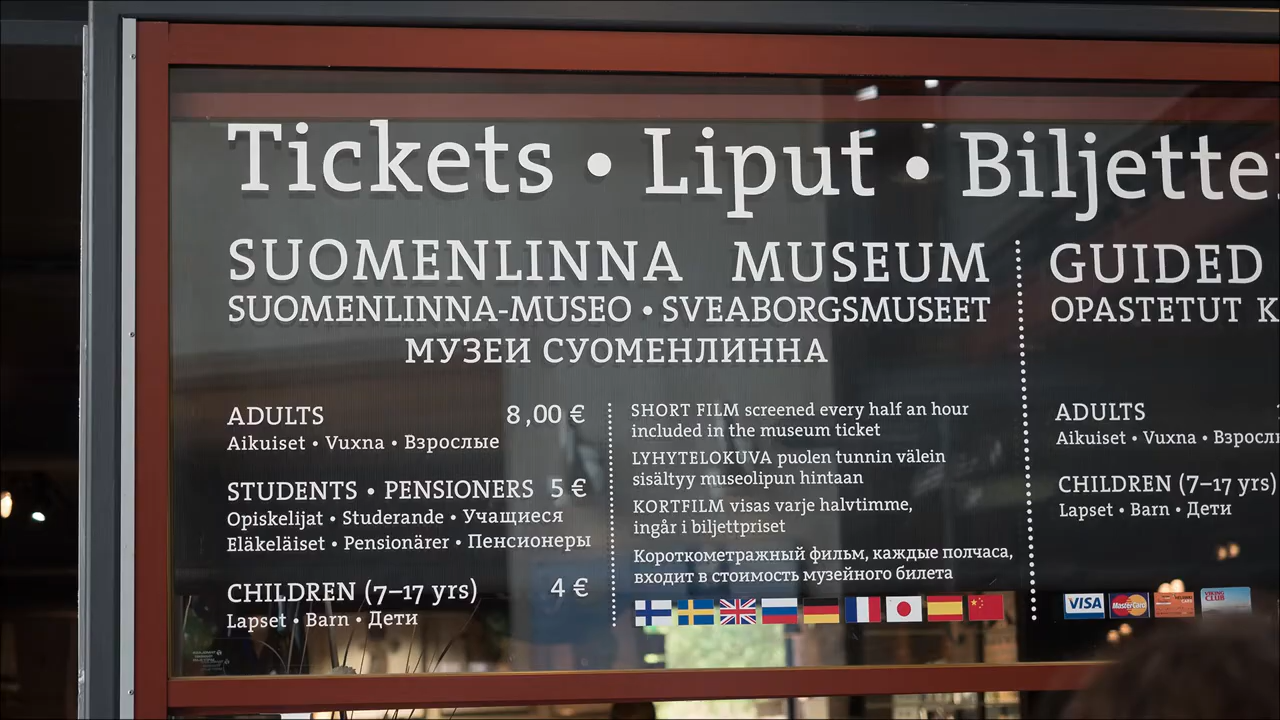 Tickets • Liput • Biljette
SUOMENLINNA MUSEUM
SUOMENLINNA-MUSEO • SVEABORGSMUSEET
МУЗЕИ СУОМЕНЛИННА
ADULTS 8,00 €
Aikuiset • Vuxna • Взрослые
STUDENTS • PENSIONERS 5 €
Opiskelijat • Studerande • Учащиеся
Eläkeläiset • Pensionärer • Пенсионеры
CHILDREN (7–17 yrs) 4 €
Lapset • Barn • Дети
SHORT FILM screened every half an hour
included in the museum ticket
LYHYTELOKUVA puolen tunnin välein
sisältyy museolipun hintaan
KORTFILM visas varje halvtimme,
ingår i biljettpriset
Короткометражный фильм, каждые полчаса,
входит в стоимость музейного билета
GUIDED
OPASTETUT K
ADULTS
Aikuiset • Vuxna • Взросл
CHILDREN (7–17 yrs)
Lapset • Barn • Дети
VISA MasterCard VIKING CLUB